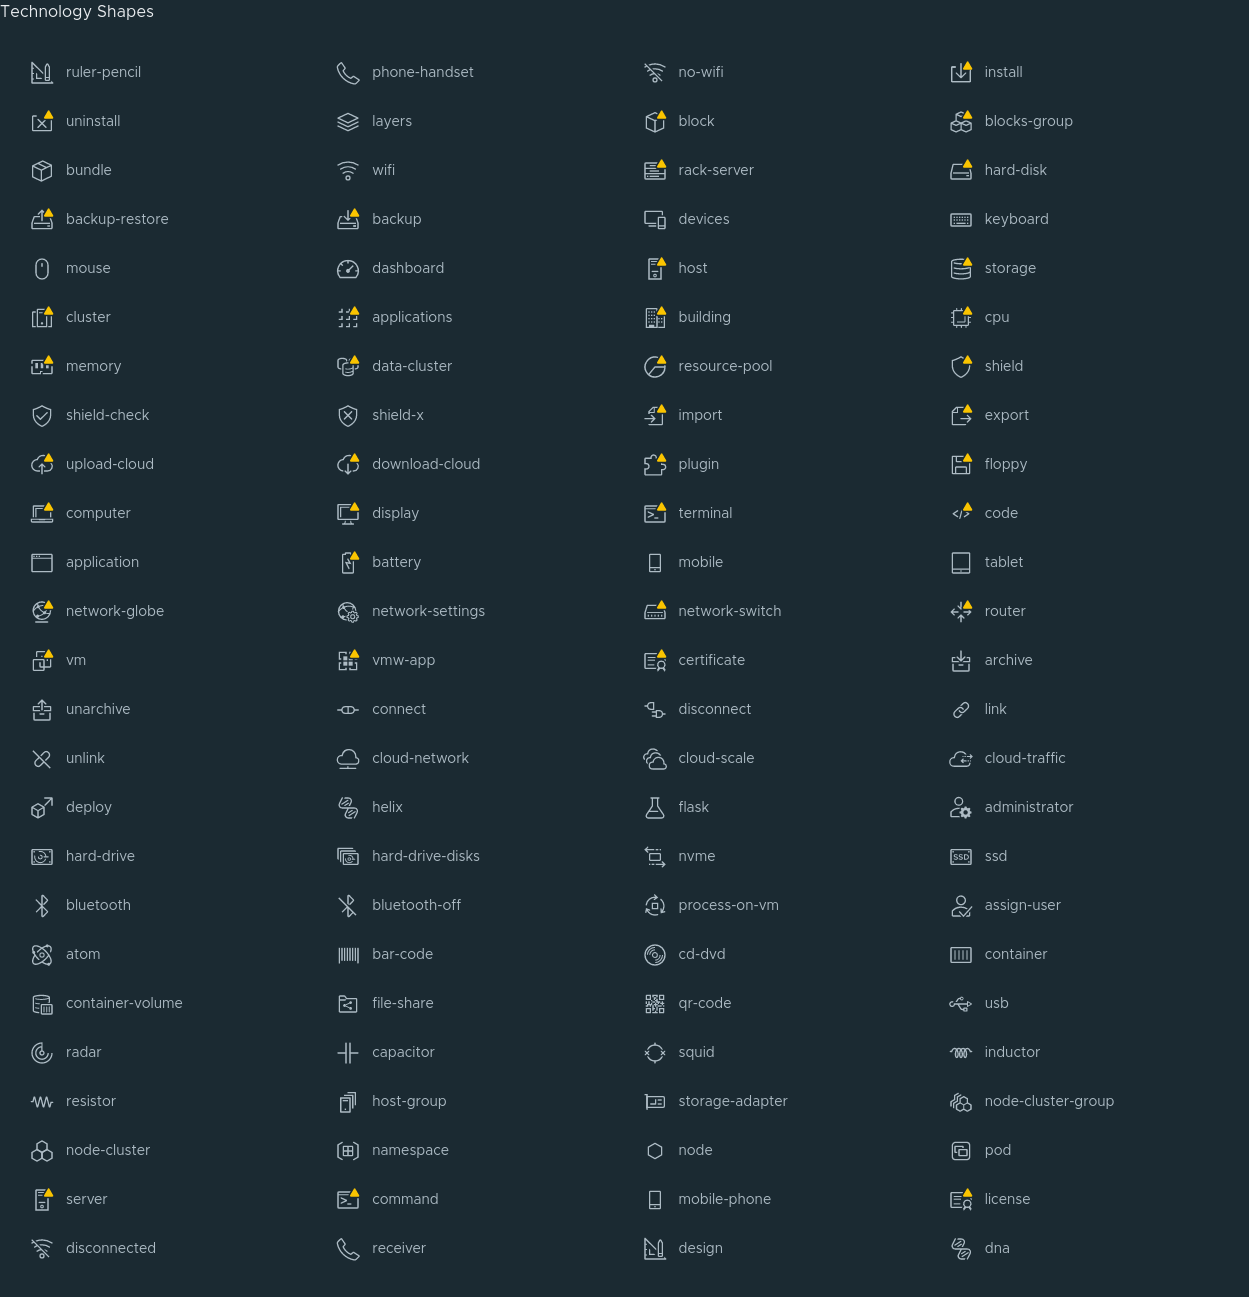 Technology Shapes
ruler-pencil phone-handset no-wifi install
uninstall layers block blocks-group
bundle wifi rack-server hard-disk
backup-restore backup devices keyboard
mouse dashboard host storage
cluster applications building cpu
memory data-cluster resource-pool shield
shield-check shield-x import export
upload-cloud download-cloud plugin floppy
computer display terminal code
application battery mobile tablet
network-globe network-settings network-switch router
vm vmw-app certificate archive
unarchive connect disconnect link
unlink cloud-network cloud-scale cloud-traffic
deploy helix flask administrator
hard-drive hard-drive-disks nvme SSD ssd
bluetooth bluetooth-off process-on-vm assign-user
atom bar-code cd-dvd container
container-volume file-share qr-code usb
radar capacitor squid inductor
resistor host-group storage-adapter node-cluster-group
node-cluster namespace node pod
server command mobile-phone license
disconnected receiver design dna